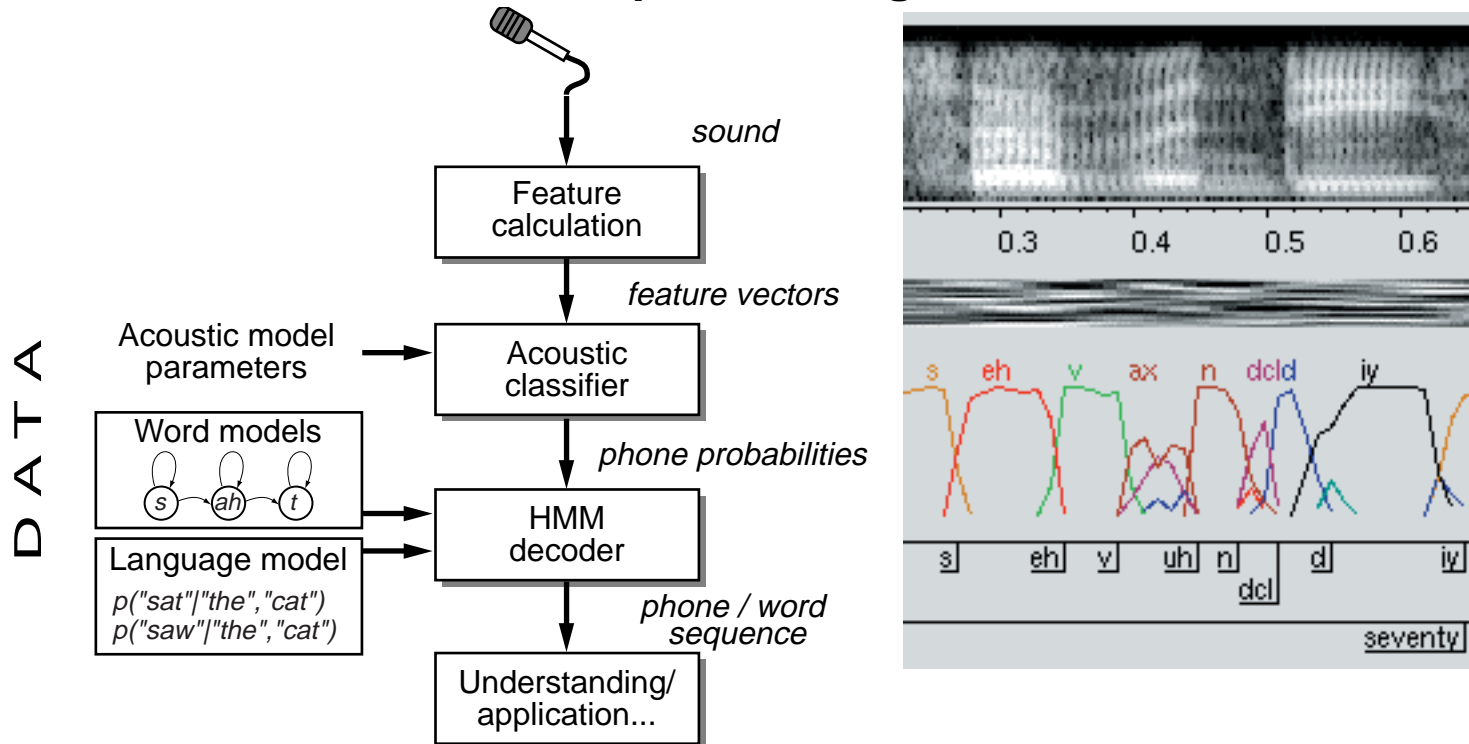 sound
Feature
calculation
feature vectors
Acoustic model
parameters
Acoustic
classifier
phone probabilities
DATA
Word models
s ah t
HMM
decoder
Language model
p("sat"|"the","cat")
p("saw"|"the","cat")
phone / word
sequence
Understanding/
application...
0.3 0.4 0.5 0.6
s eh v ax n dcl d iy
s eh v uh n d iy
dcl
seventy